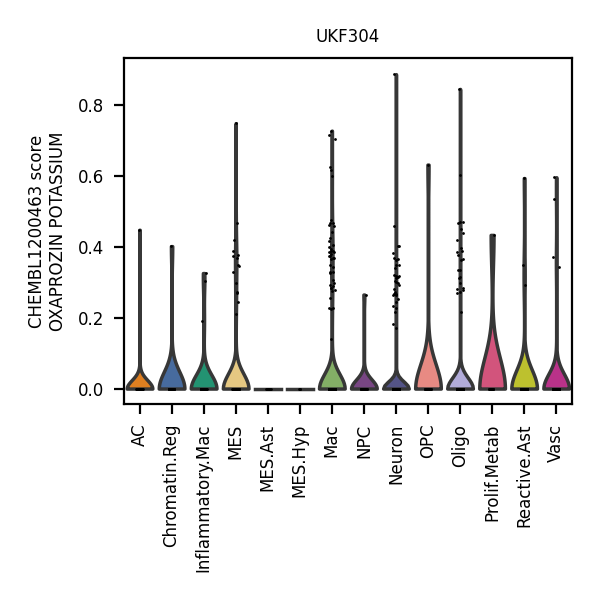 UKF304
CHEMBL1200463 score
OXAPROZIN POTASSIUM
0.8
0.6
0.4
0.2
0.0
AC
Chromatin.Reg
Inflammatory.Mac
MES
MES.Ast
MES.Hyp
Mac
NPC
Neuron
OPC
Oligo
Prolif.Metab
Reactive.Ast
Vasc